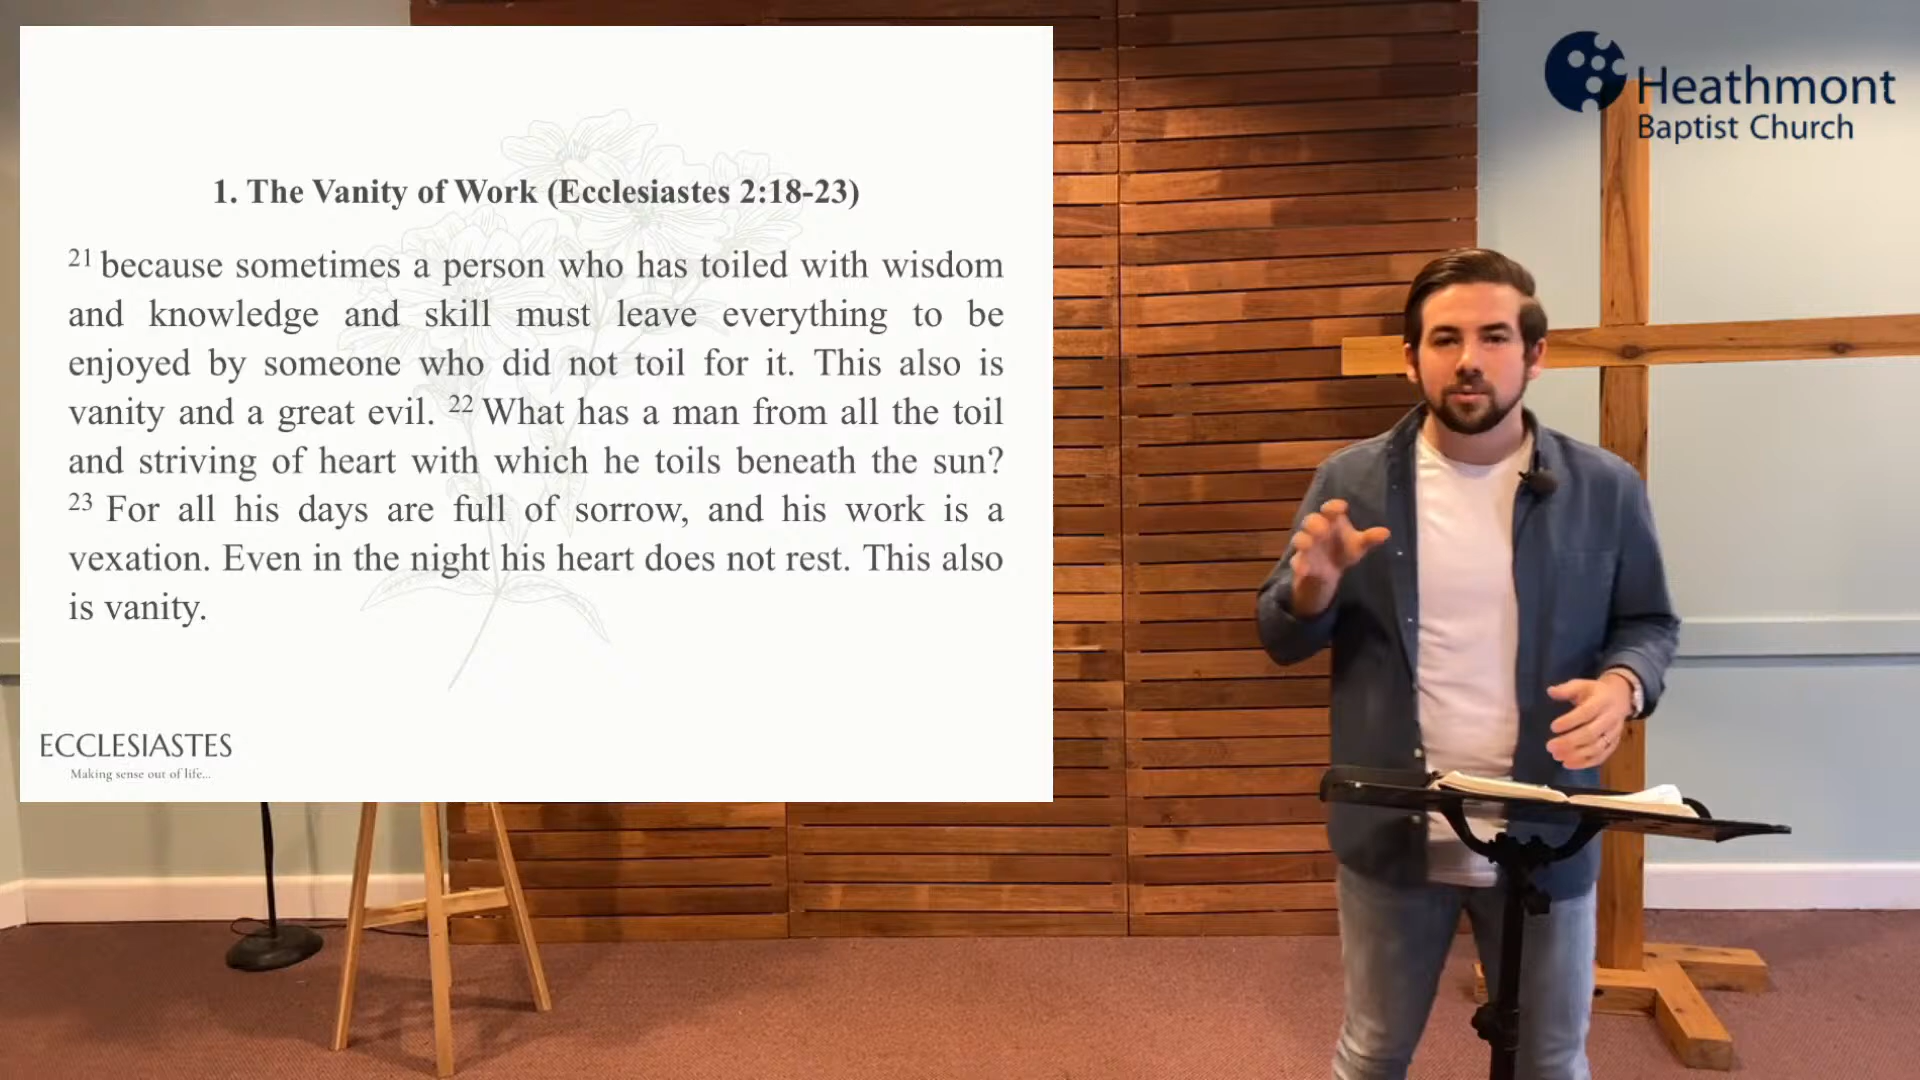 1. The Vanity of Work (Ecclesiastes 2:18-23)
21 because sometimes a person who has toiled with wisdom
and knowledge and skill must leave everything to be
enjoyed by someone who did not toil for it. This also is
vanity and a great evil. 22 What has a man from all the toil
and striving of heart with which he toils beneath the sun?
23 For all his days are full of sorrow, and his work is a
vexation. Even in the night his heart does not rest. This also
is vanity.
ECCLESIASTES
Making sense out of life...
Heathmont
Baptist Church